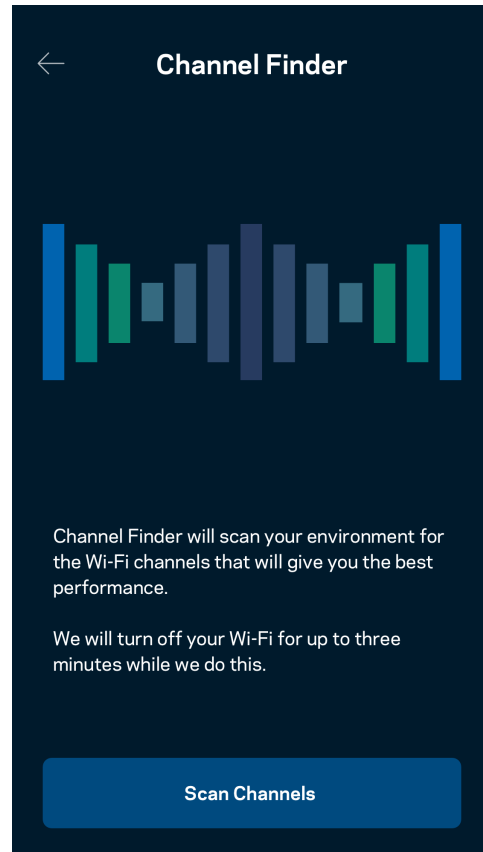 Channel Finder
Channel Finder will scan your environment for
the Wi-Fi channels that will give you the best
performance.
We will turn off your Wi-Fi for up to three
minutes while we do this.
Scan Channels